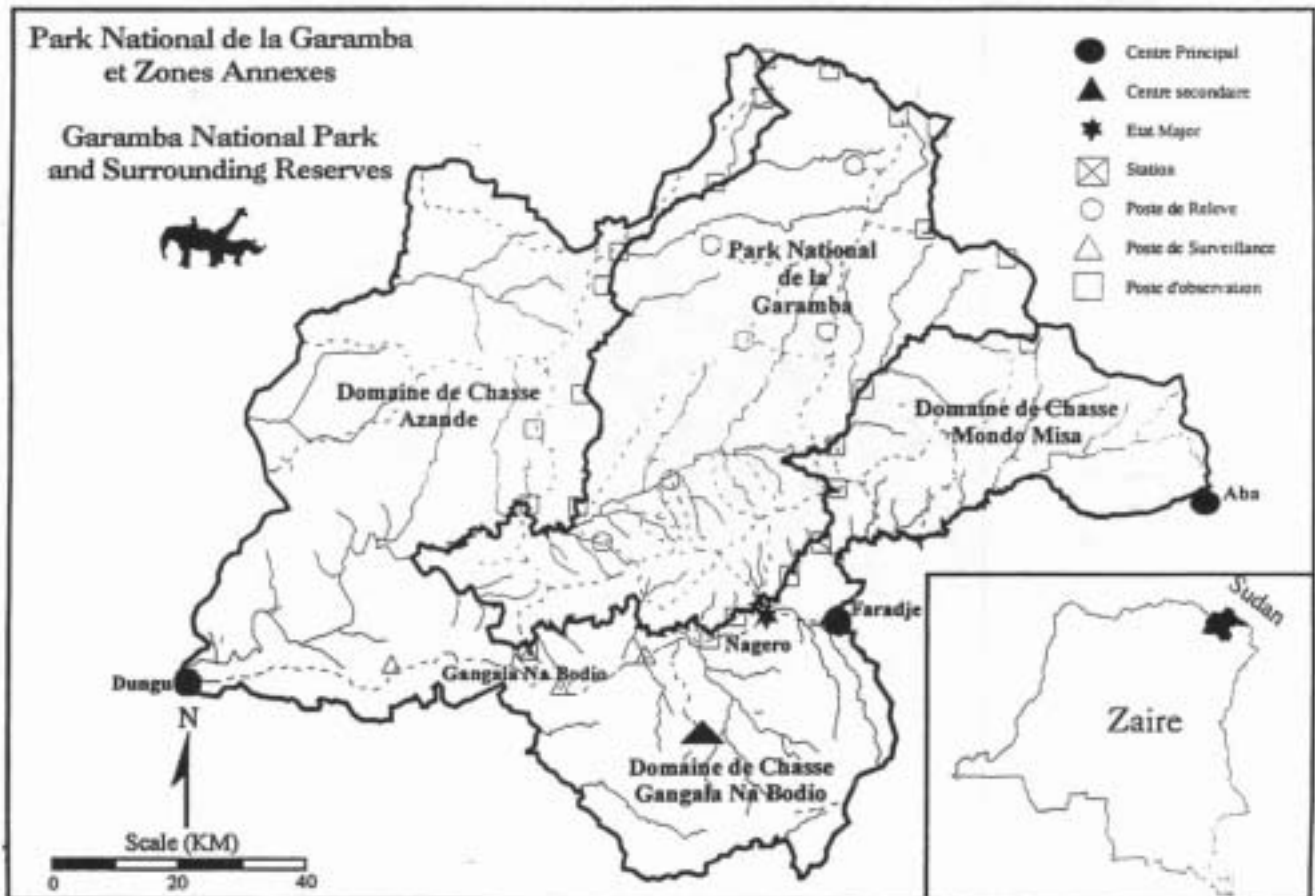 Park National de la Garamba
et Zones Annexes
Garamba National Park
and Surrounding Reserves
Centre Principal
Centre secondaire
Etat Major
Station
Poste de Releve
Poste de Surveillance
Poste d'observation
Park National
de la
Garamba
Domaine de Chasse
Azande
Domaine de Chasse
Mondo Misa
Aba
Faradje
Nagero
Gangala Na Bodio
Dungu
Domaine de Chasse
Gangala Na Bodio
N
Scale (KM)
0 20 40
Sudan
Zaire